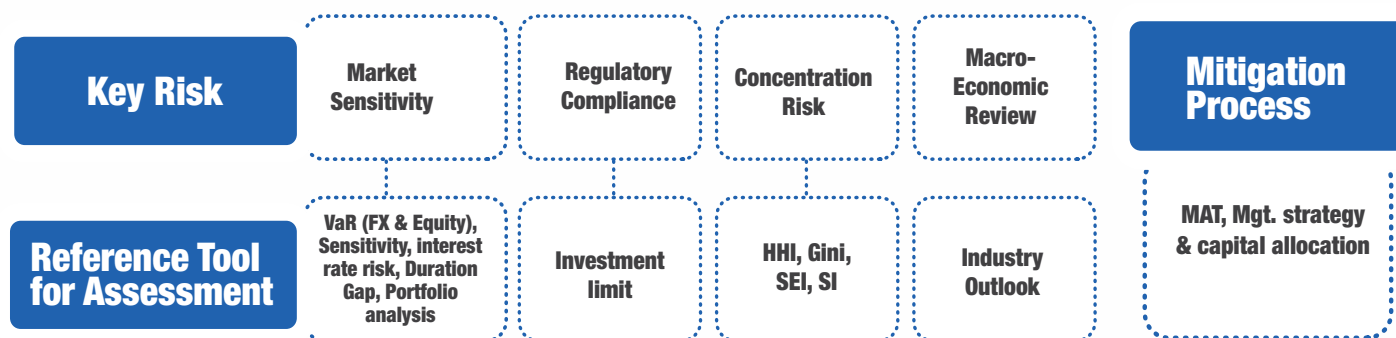 Key Risk
Market
Sensitivity
Regulatory
Compliance
Concentration
Risk
Macro-
Economic
Review
Mitigation
Process
Reference Tool
for Assessment
VaR (FX & Equity),
Sensitivity, interest
rate risk, Duration
Gap, Portfolio
analysis
Investment
limit
HHI, Gini,
SEI, SI
Industry
Outlook
MAT, Mgt. strategy
& capital allocation